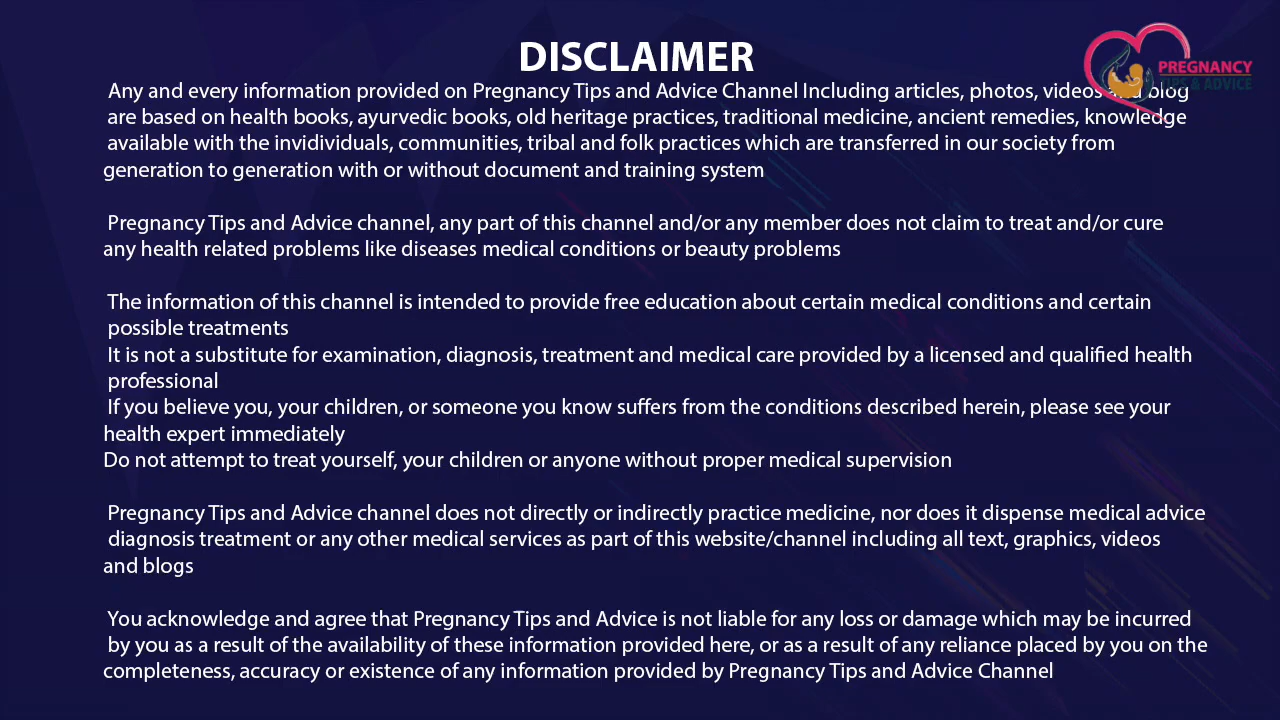 DISCLAIMER
PREGNANCY
TIPS & ADVICE
Any and every information provided on Pregnancy Tips and Advice Channel Including articles, photos, videos and blog
are based on health books, ayurvedic books, old heritage practices, traditional medicine, ancient remedies, knowledge
available with the invidividuals, communities, tribal and folk practices which are transferred in our society from
generation to generation with or without document and training system
Pregnancy Tips and Advice channel, any part of this channel and/or any member does not claim to treat and/or cure
any health related problems like diseases medical conditions or beauty problems
The information of this channel is intended to provide free education about certain medical conditions and certain
possible treatments
It is not a substitute for examination, diagnosis, treatment and medical care provided by a licensed and qualified health
professional
If you believe you, your children, or someone you know suffers from the conditions described herein, please see your
health expert immediately
Do not attempt to treat yourself, your children or anyone without proper medical supervision
Pregnancy Tips and Advice channel does not directly or indirectly practice medicine, nor does it dispense medical advice
diagnosis treatment or any other medical services as part of this website/channel including all text, graphics, videos
and blogs
You acknowledge and agree that Pregnancy Tips and Advice is not liable for any loss or damage which may be incurred
by you as a result of the availability of these information provided here, or as a result of any reliance placed by you on the
completeness, accuracy or existence of any information provided by Pregnancy Tips and Advice Channel